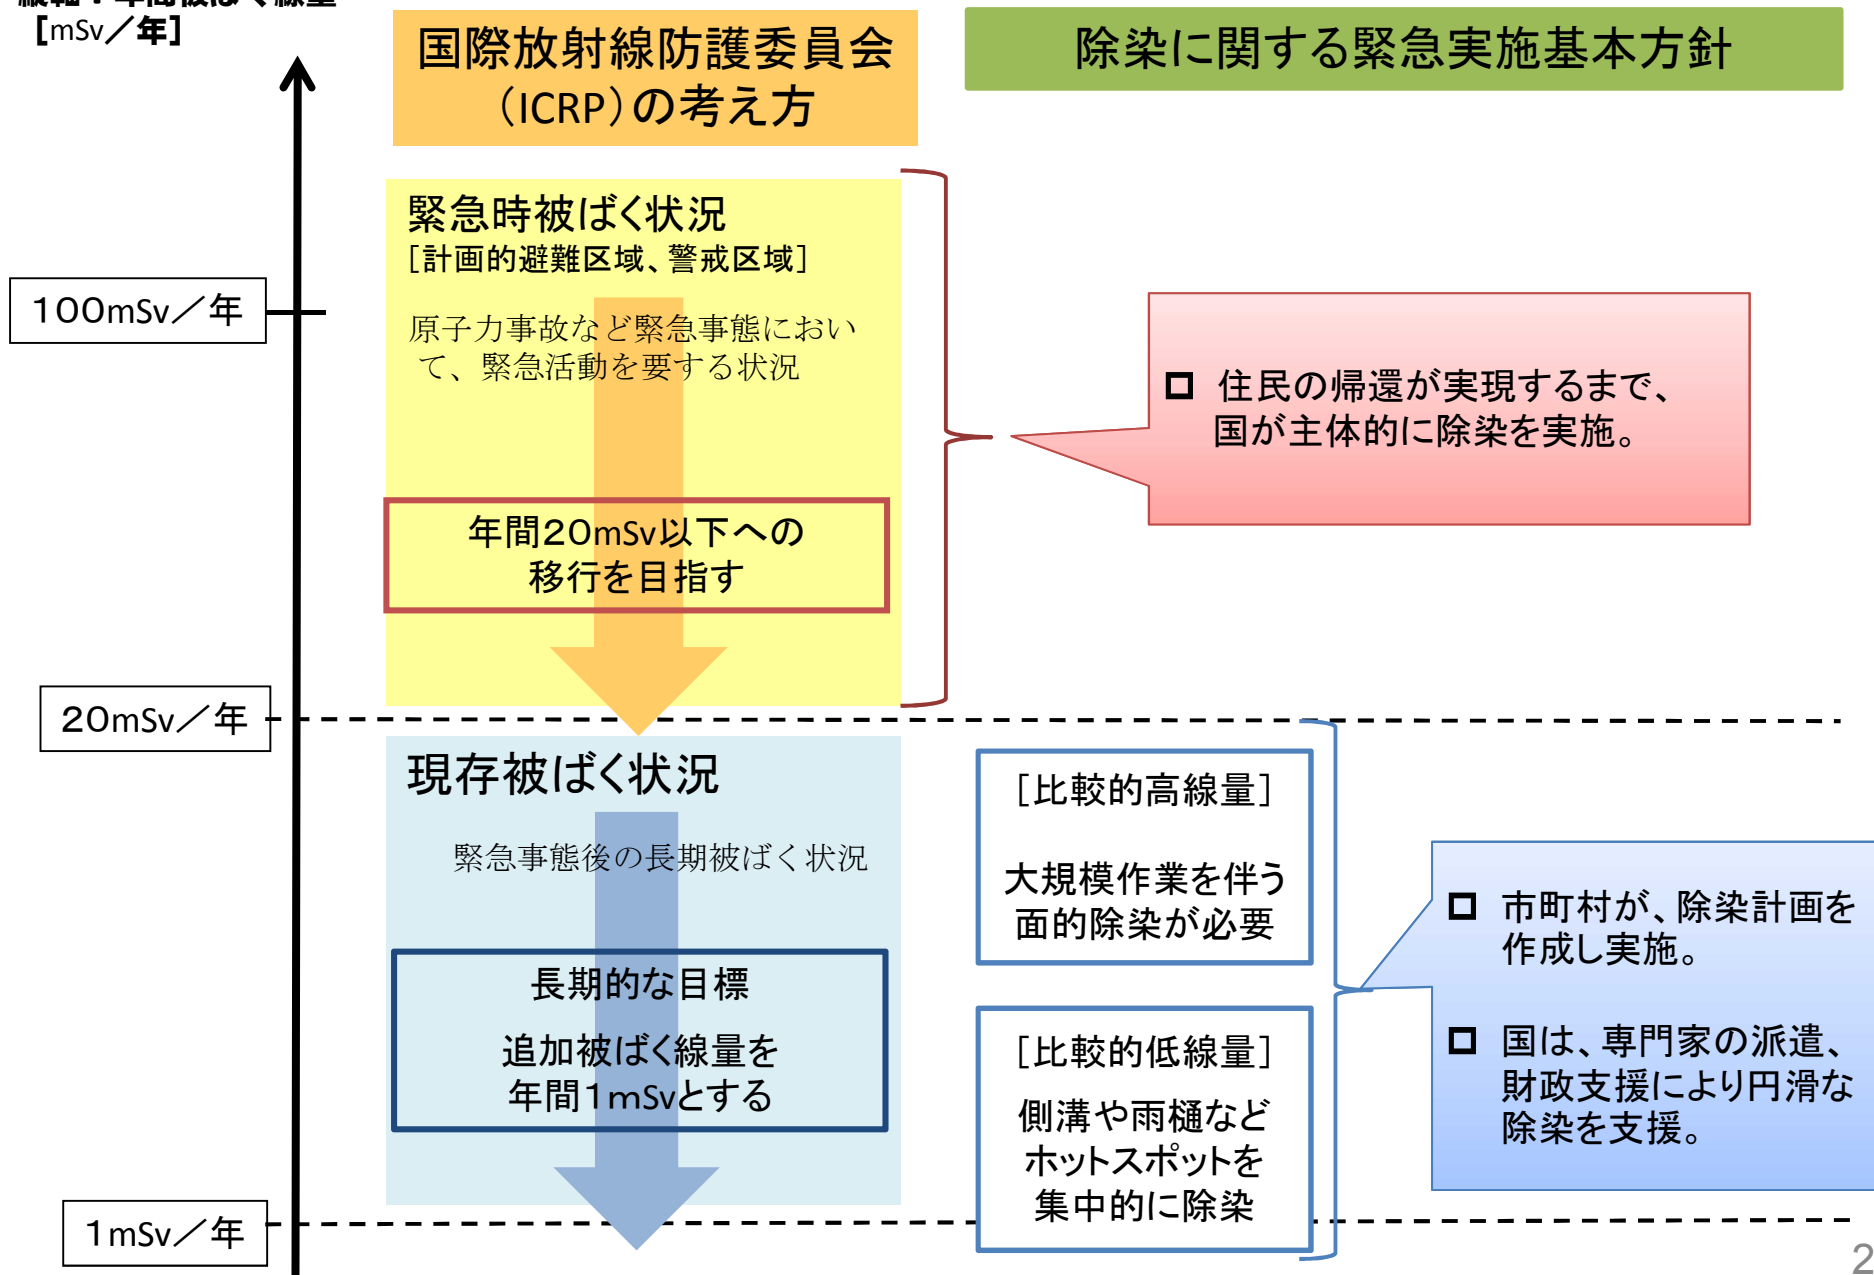 縦軸：年間被ばく線量
［mSv／年］
国際放射線防護委員会
（ICRP）の考え方
除染に関する緊急実施基本方針
緊急時被ばく状況
［計画的避難区域、警戒区域］
原子力事故など緊急事態におい
て、緊急活動を要する状況
100mSv／年
年間20mSv以下への
移行を目指す
□ 住民の帰還が実現するまで、
国が主体的に除染を実施。
20mSv／年
現存被ばく状況
緊急事態後の長期被ばく状況
長期的な目標
追加被ばく線量を
年間1mSvとする
［比較的高線量］
大規模作業を伴う
面的除染が必要
［比較的低線量］
側溝や雨樋など
ホットスポットを
集中的に除染
□ 市町村が、除染計画を
作成し実施。
□ 国は、専門家の派遣、
財政支援により円滑な
除染を支援。
1mSv／年
2